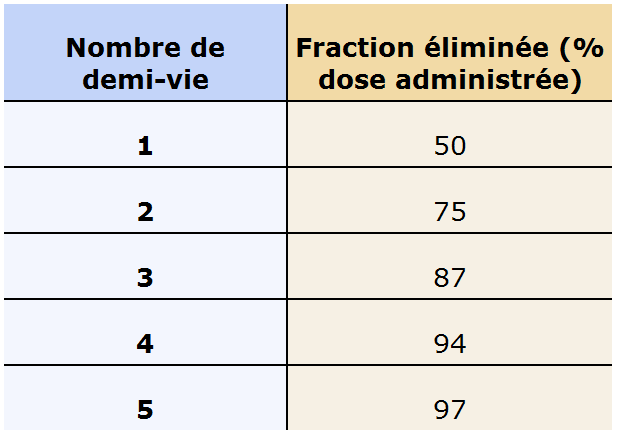 Nombre de
demi-vie
Fraction éliminée (%
dose administrée)
1
50
2
75
3
87
4
94
5
97